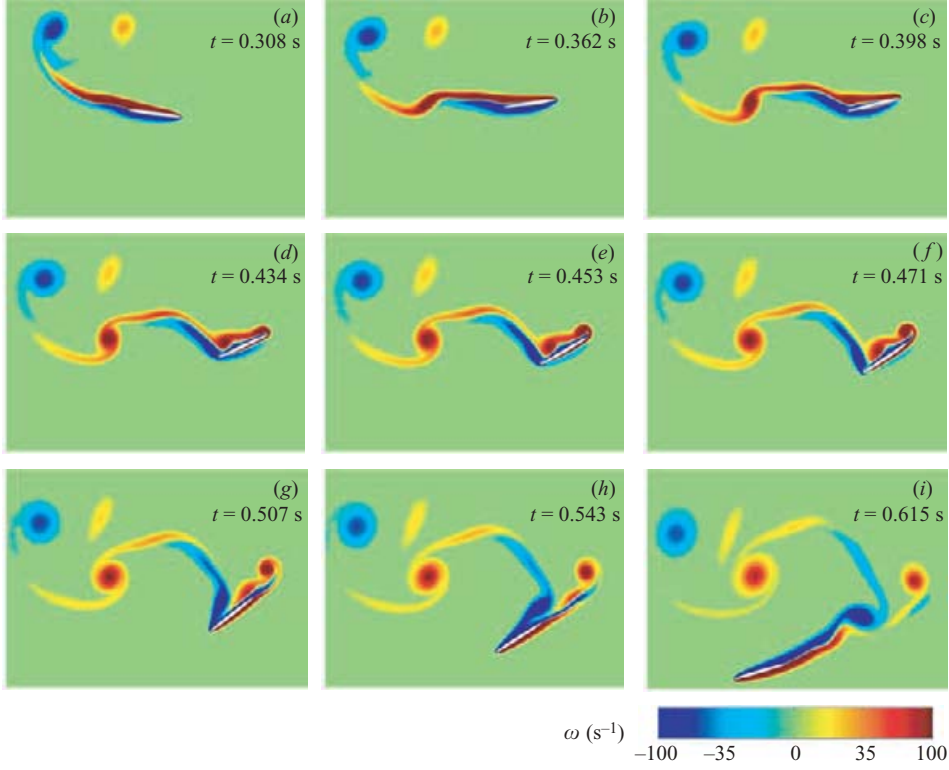 (a)
t = 0.308 s
(b)
t = 0.362 s
(c)
t = 0.398 s
(d)
t = 0.434 s
(e)
t = 0.453 s
(f)
t = 0.471 s
(g)
t = 0.507 s
(h)
t = 0.543 s
(i)
t = 0.615 s
ω (s⁻¹)
–100 –35 0 35 100